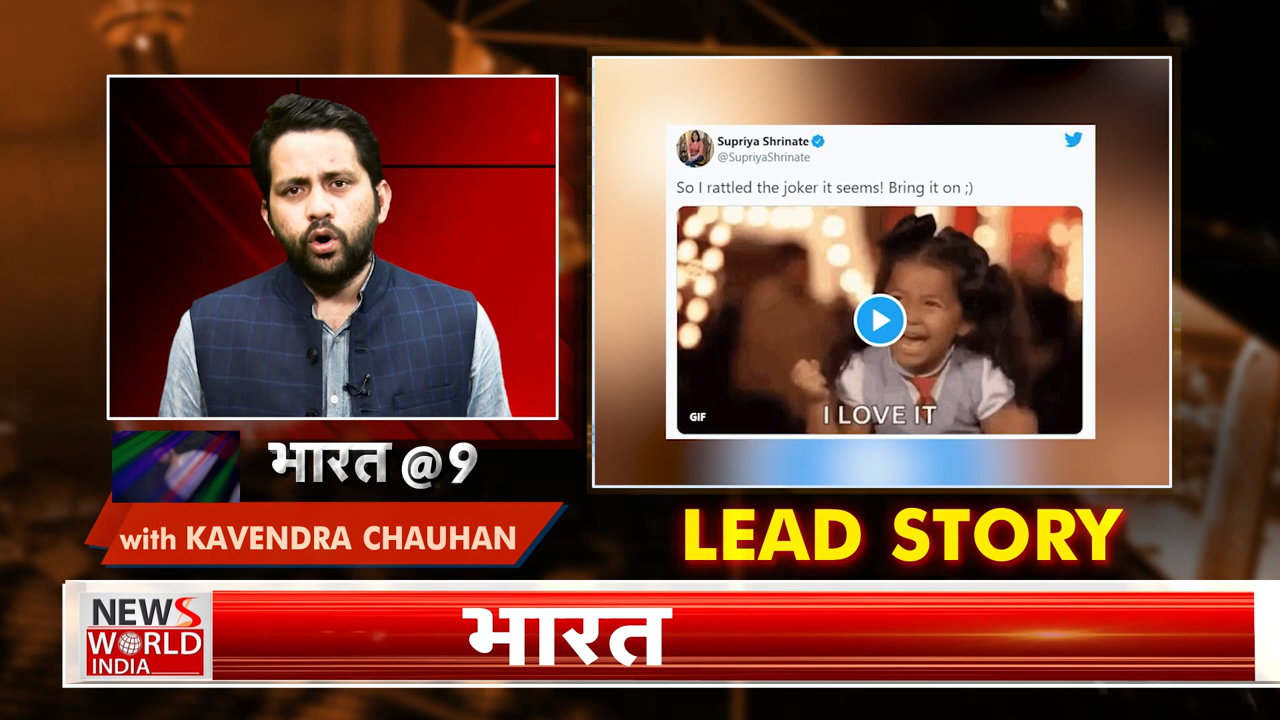 Supriya Shrinate
@SupriyaShrinate
So I rattled the joker it seems! Bring it on ;)
GIF
I LOVE IT
भारत @9
with KAVENDRA CHAUHAN
LEAD STORY
NEWS
WORLD
INDIA
भारत